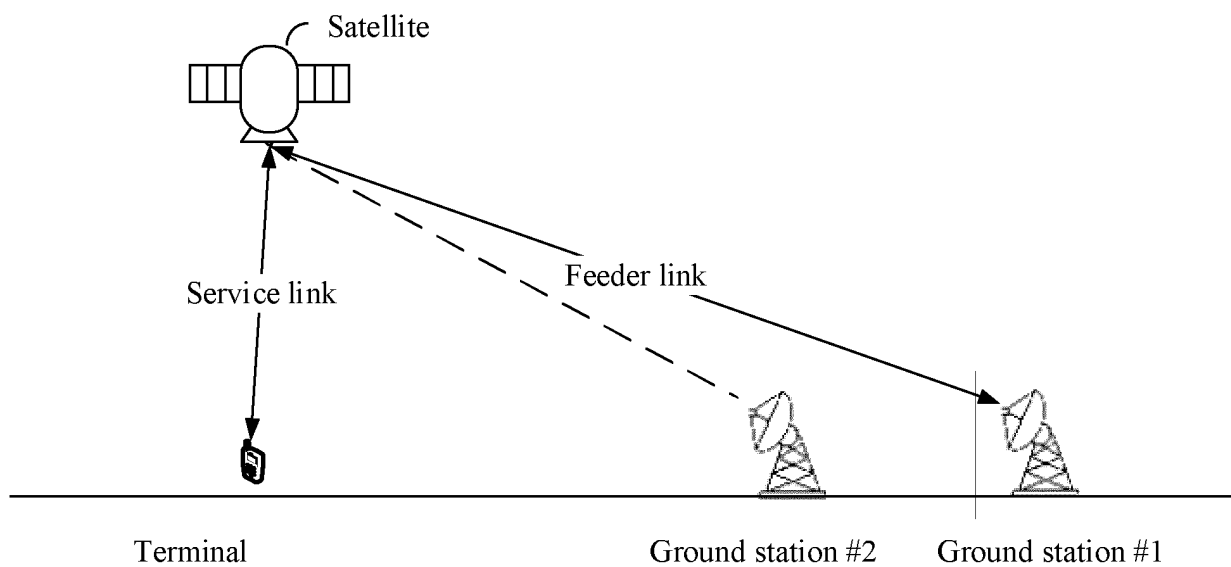 Satellite
Feeder link
Service link
Terminal
Ground station #2
Ground station #1